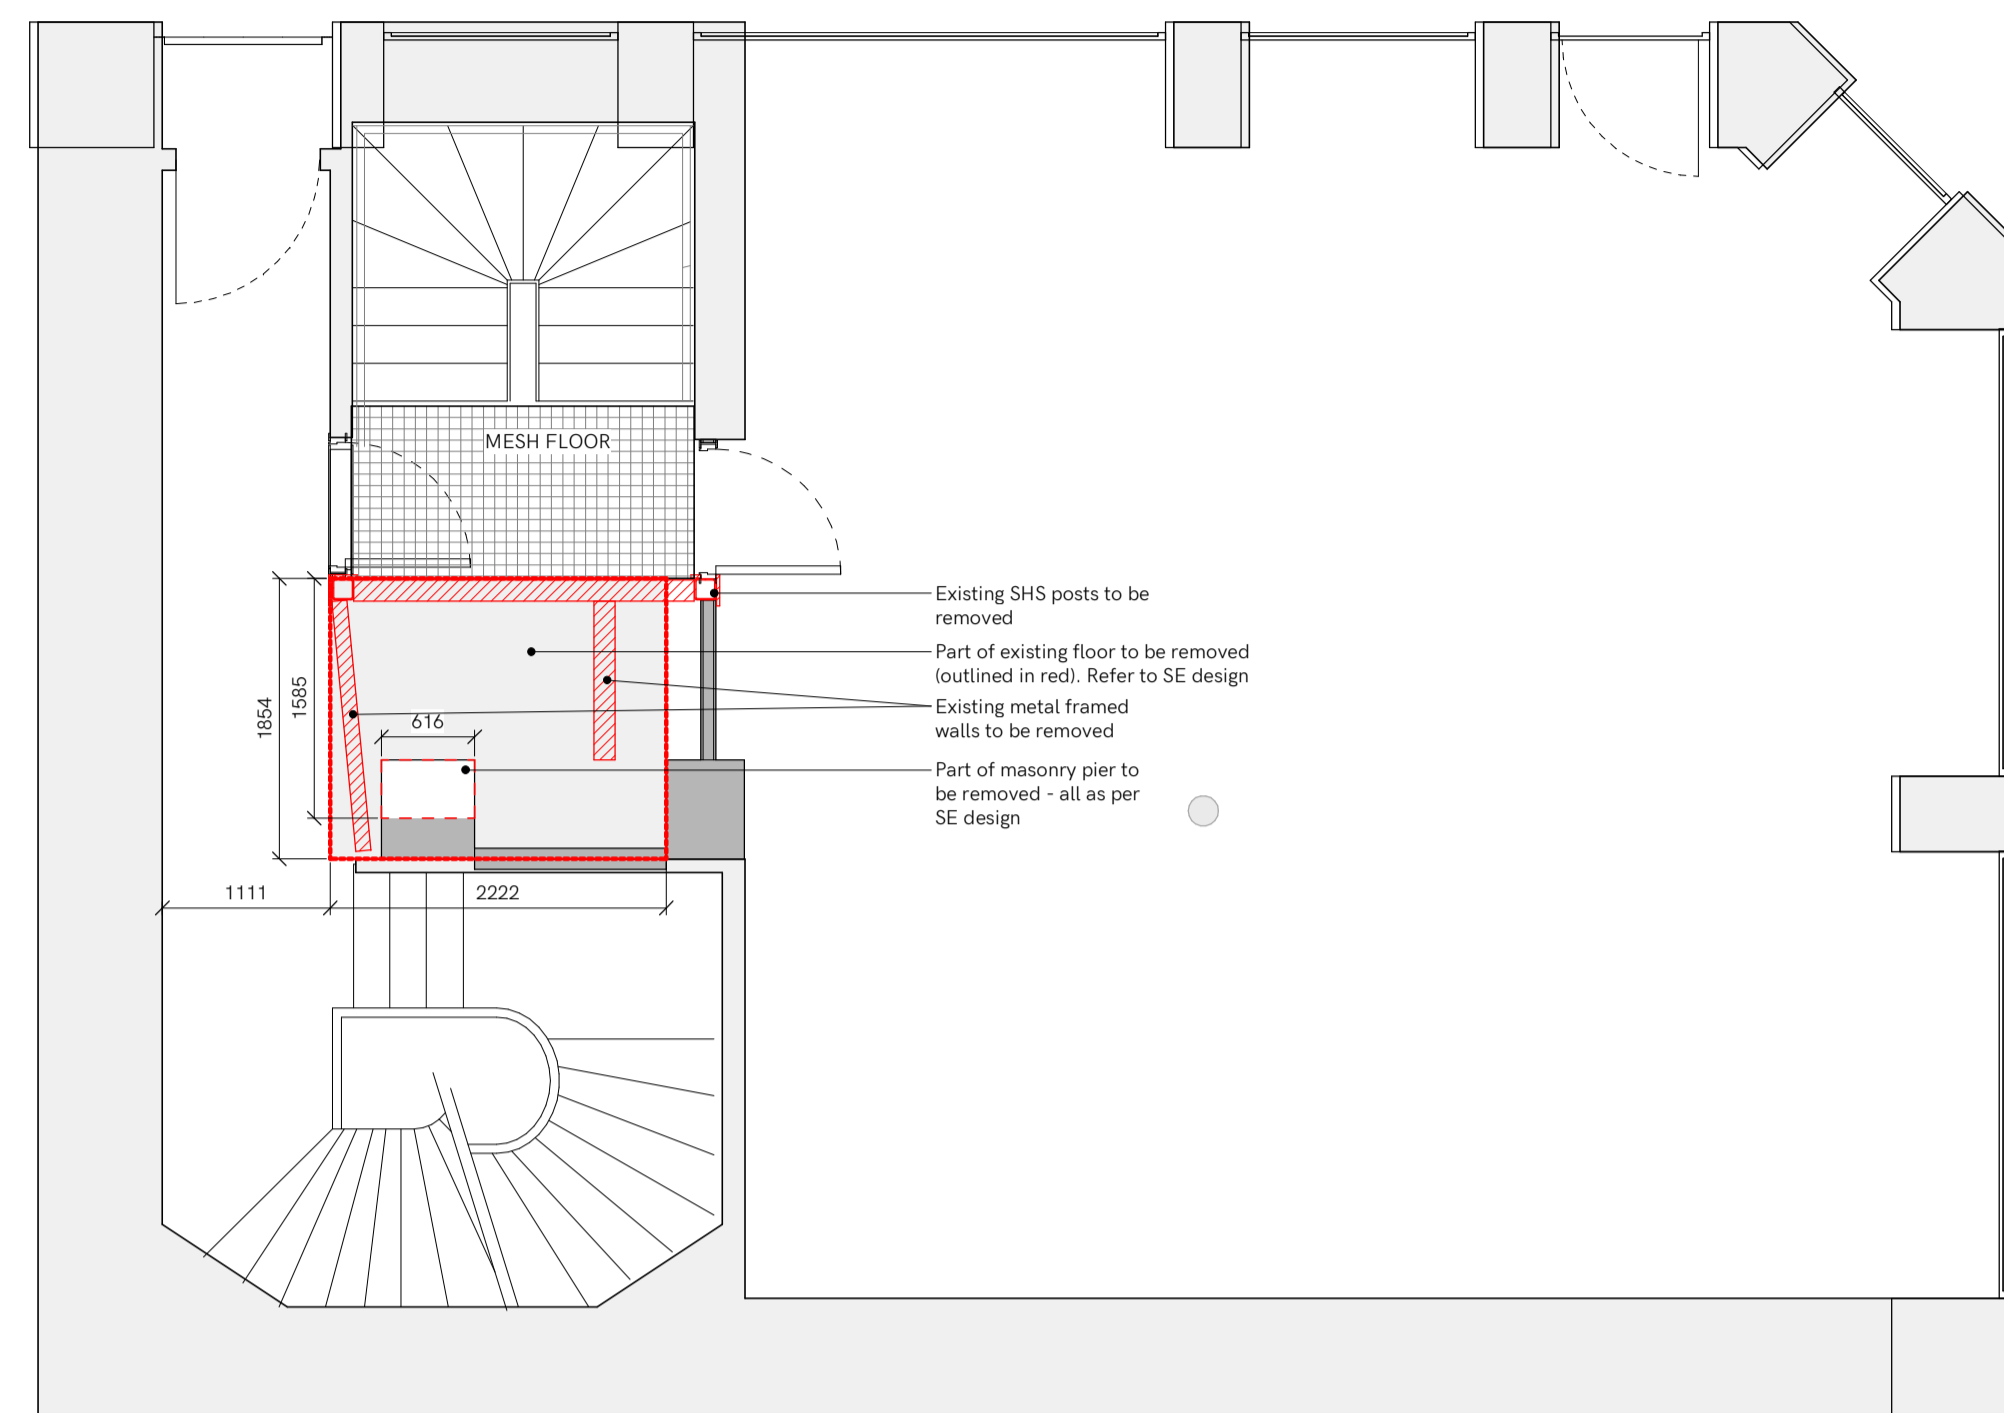 MESH FLOOR
Existing SHS posts to be
removed
Part of existing floor to be removed
(outlined in red). Refer to SE design
Existing metal framed
walls to be removed
Part of masonry pier to
be removed - all as per
SE design
1854
1585
616
1111
2222